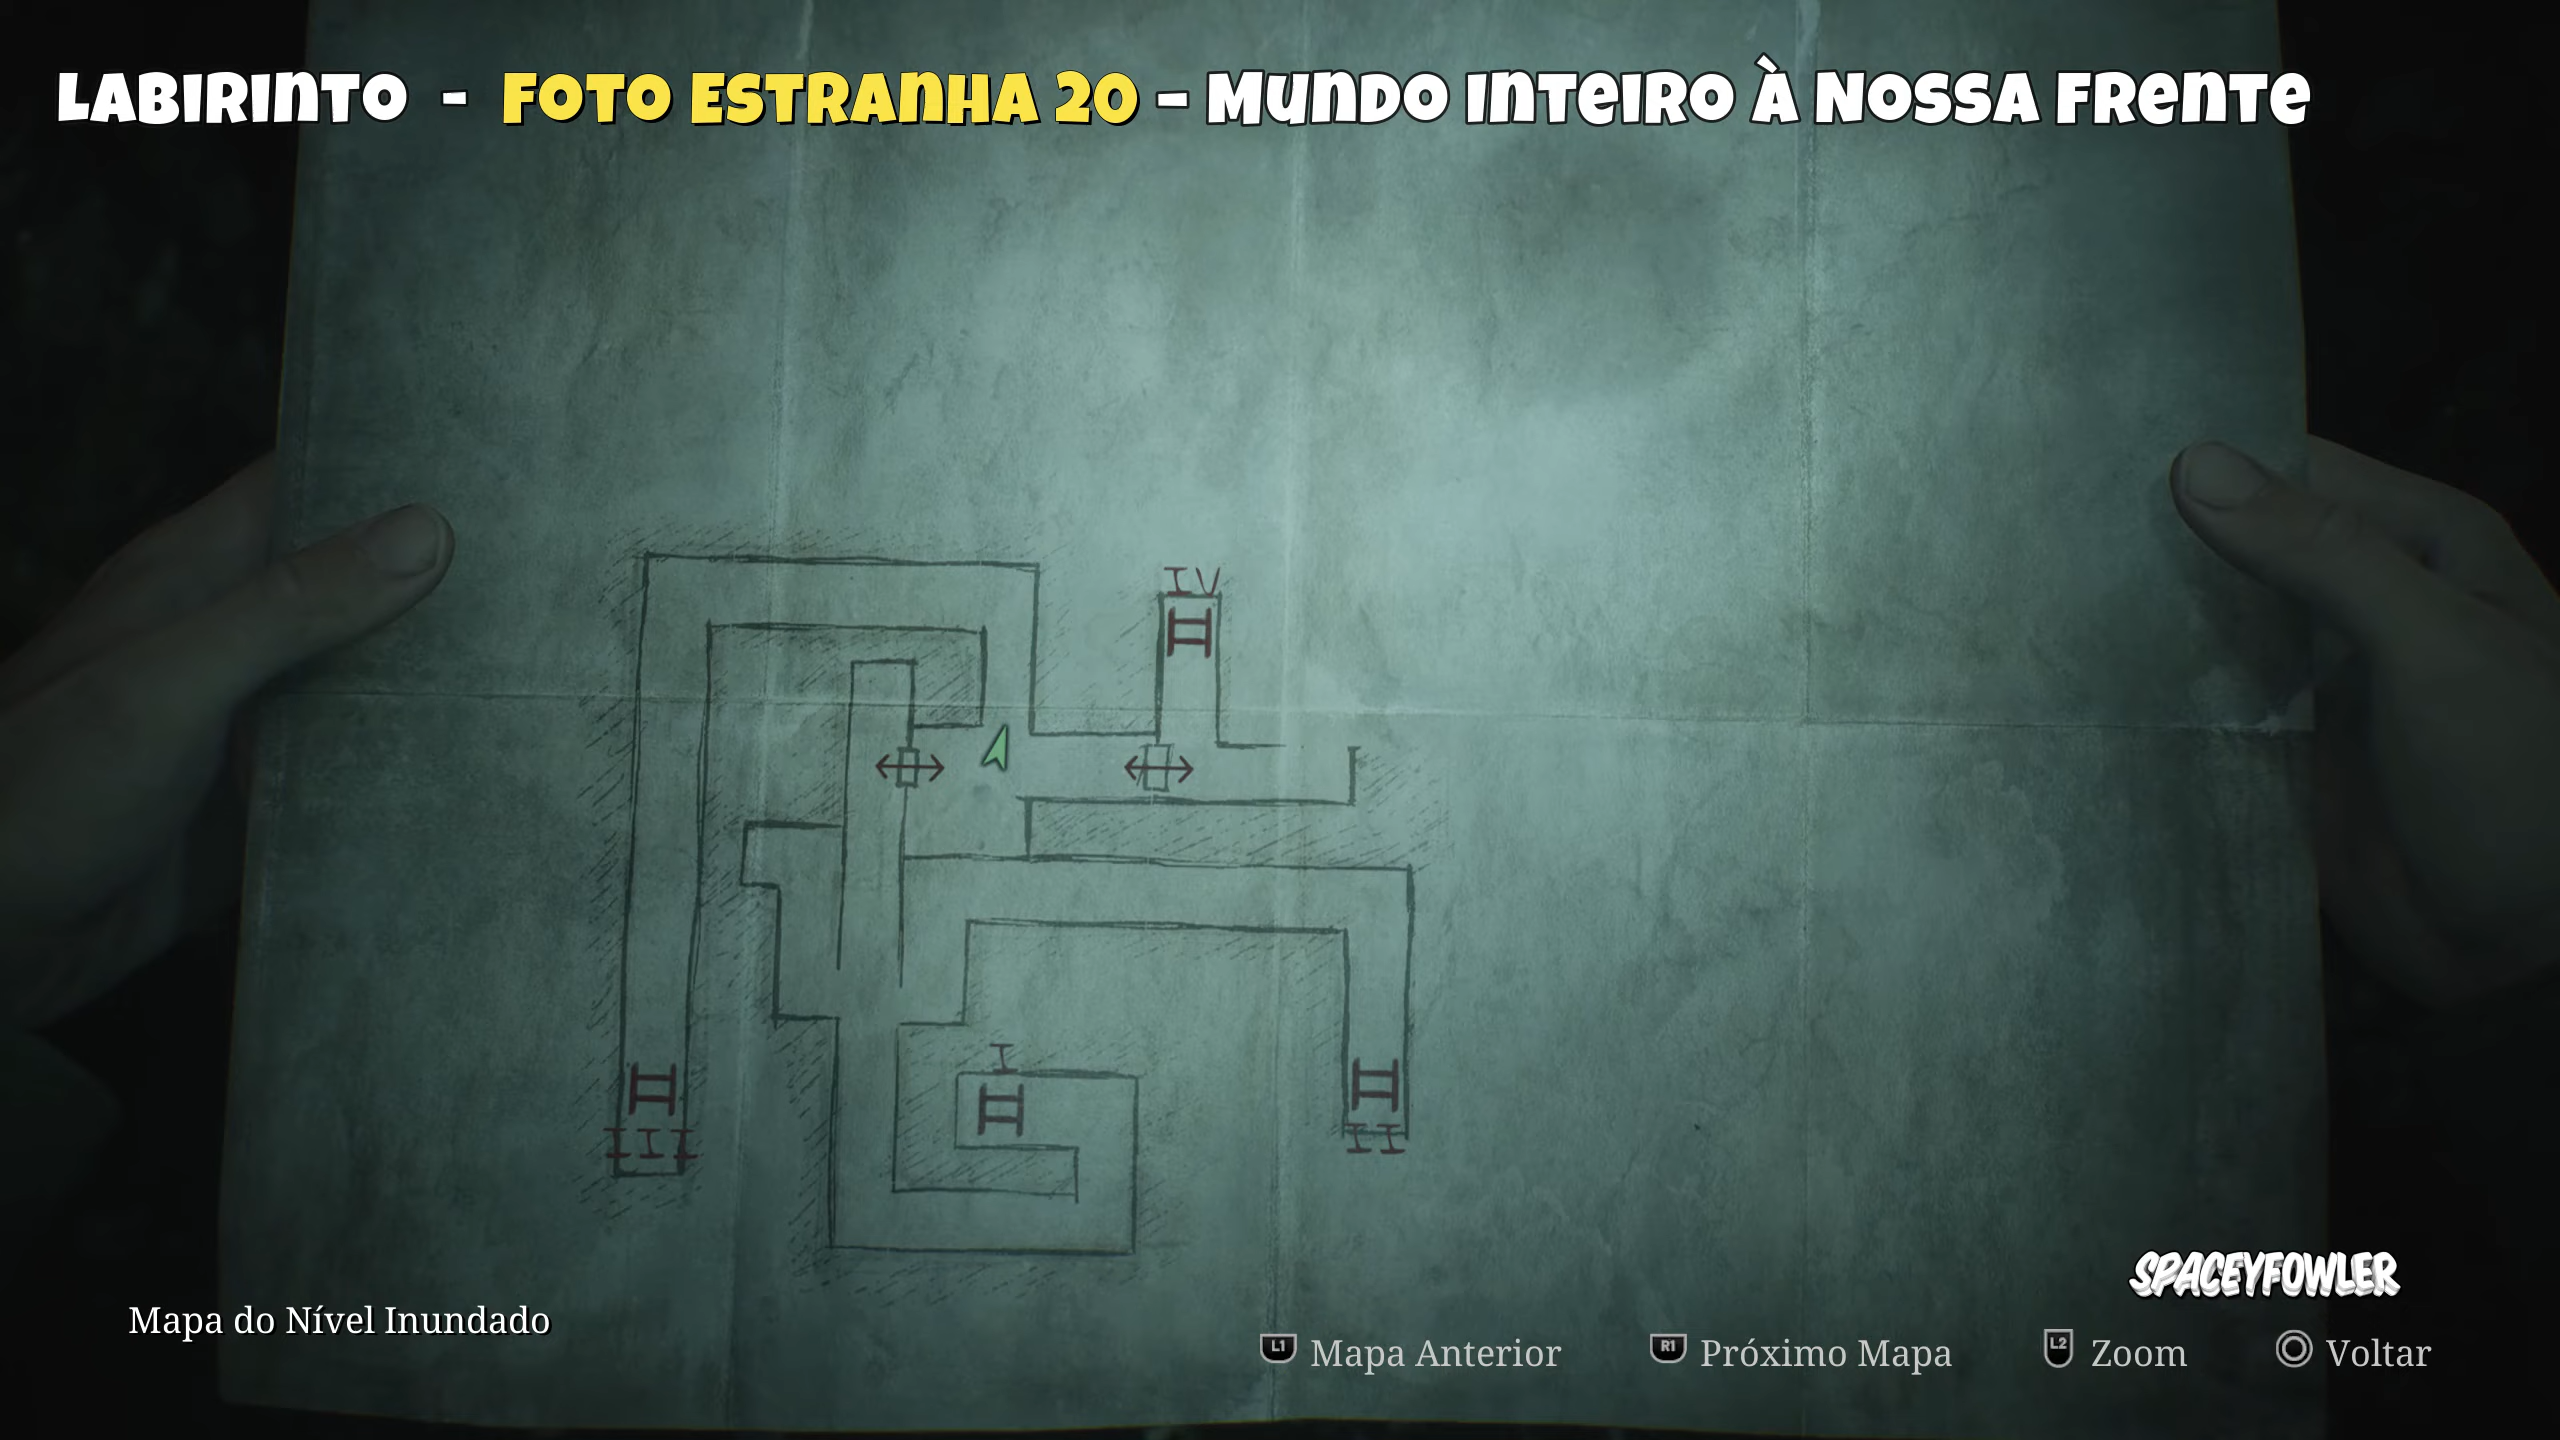 LABIRINTO - FOTO ESTRANHA 20 - MUNDO INTEIRO À NOSSA FRENTE
IV
I
III
II
SPACEYFOWLER
Mapa do Nível Inundado
L1 Mapa Anterior R1 Próximo Mapa L2 Zoom Voltar